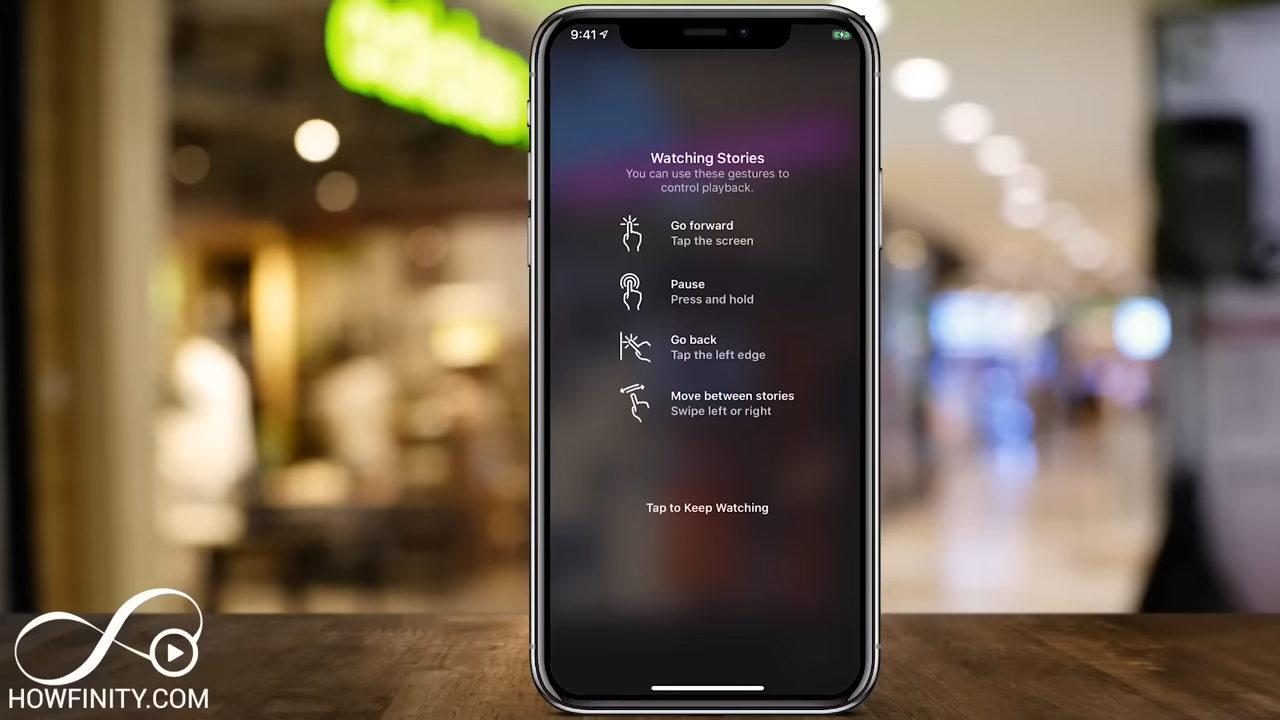 9:41
Watching Stories
You can use these gestures to
control playback.
Go forward
Tap the screen
Pause
Press and hold
Go back
Tap the left edge
Move between stories
Swipe left or right
Tap to Keep Watching
HOWFINITY.COM